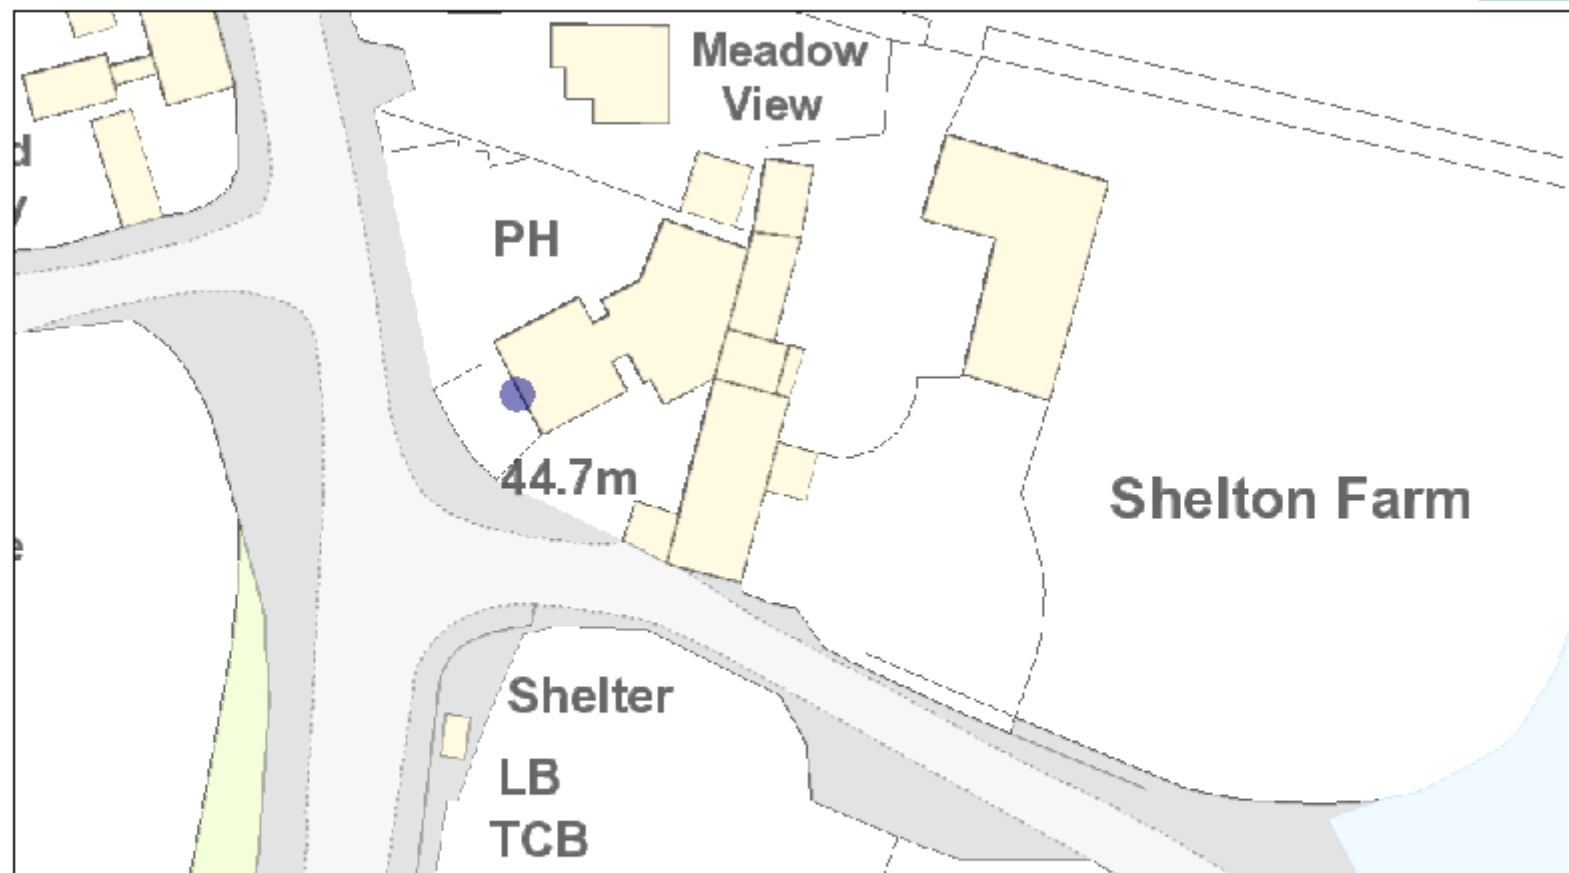 Meadow
View
d
y
PH
44.7m
Shelton Farm
e
Shelter
LB
TCB